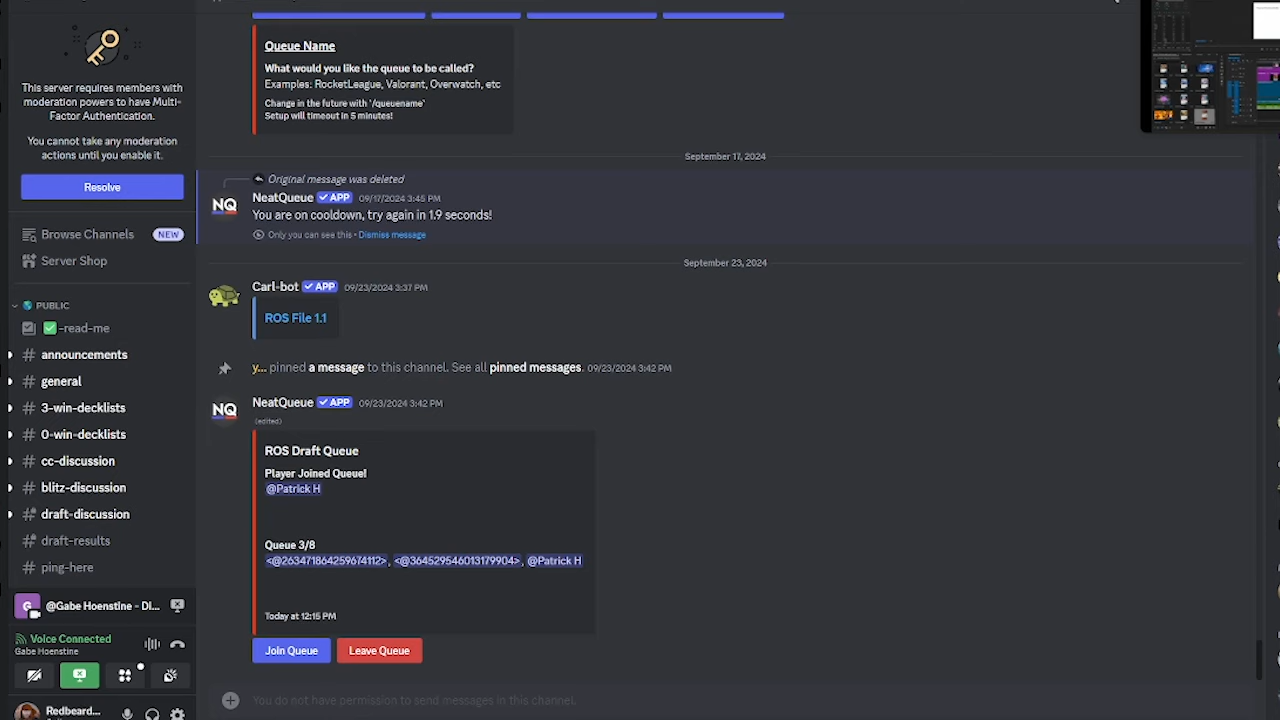 This server requires members with
moderation powers to have Multi-
Factor Authentication.
You cannot take any moderation
actions until you enable it.
Resolve
Browse Channels NEW
Server Shop
PUBLIC
-read-me
announcements
general
3-win-decklists
0-win-decklists
cc-discussion
blitz-discussion
draft-discussion
draft-results
ping-here
@Gabe Hoenstine - DI...
Voice Connected
Gabe Hoenstine
Redbeard...
Queue Name
What would you like the queue to be called?
Examples: RocketLeague, Valorant, Overwatch, etc
Change in the future with '/queuename'
Setup will timeout in 5 minutes!
September 17, 2024
Original message was deleted
NQ NeatQueue APP 09/17/2024 3:45 PM
You are on cooldown, try again in 1.9 seconds!
Only you can see this • Dismiss message
September 23, 2024
Carl-bot APP 09/23/2024 3:37 PM
ROS File 1.1
y... pinned a message to this channel. See all pinned messages. 09/23/2024 3:42 PM
NQ NeatQueue APP 09/23/2024 3:42 PM
(edited)
ROS Draft Queue
Player Joined Queue!
@Patrick H
Queue 3/8
<@263471864259674112>, <@364529546013179904>, @Patrick H
Today at 12:15 PM
Join Queue Leave Queue
You do not have permission to send messages in this channel.